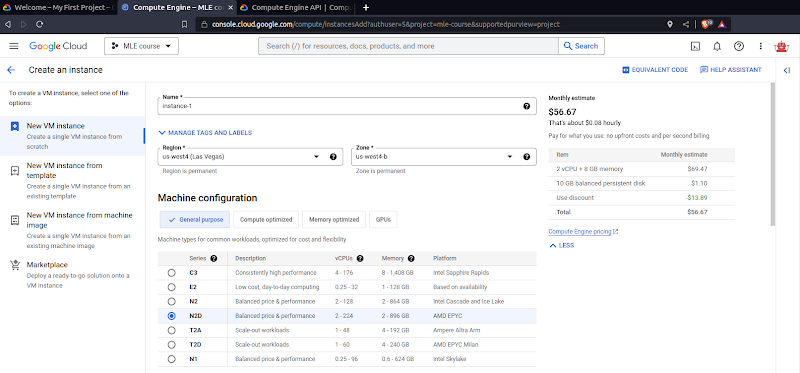 Welcome – My First Project –
Compute Engine – MLE cours
Compute Engine API | Comput
console.cloud.google.com/compute/instancesAdd?authuser=5&project=mle-course&supportedpurview=project
Google Cloud
MLE course
Search (/) for resources, docs, products, and more
Search
Create an instance
EQUIVALENT CODE
HELP ASSISTANT
To create a VM instance, select one of the
options:
New VM instance
Create a single VM instance from
scratch
New VM instance from
template
Create a single VM instance from
an existing template
New VM instance from machine
image
Create a single VM instance from
an existing machine image
Marketplace
Deploy a ready-to-go solution onto a
VM instance
Name *
instance-1
MANAGE TAGS AND LABELS
Region *
us-west4 (Las Vegas)
Region is permanent
Zone *
us-west4-b
Zone is permanent
Machine configuration
General purpose
Compute optimized
Memory optimized
GPUs
Machine types for common workloads, optimized for cost and flexibility
Series Description vCPUs Memory Platform
C3 Consistently high performance 4 - 176 8 - 1,408 GB Intel Sapphire Rapids
E2 Low cost, day-to-day computing 0.25 - 32 1 - 128 GB Based on availability
N2 Balanced price & performance 2 - 128 2 - 864 GB Intel Cascade and Ice Lake
N2D Balanced price & performance 2 - 224 2 - 896 GB AMD EPYC
T2A Scale-out workloads 1 - 48 4 - 192 GB Ampere Altra Arm
T2D Scale-out workloads 1 - 60 4 - 240 GB AMD EPYC Milan
N1 Balanced price & performance 0.25 - 96 0.6 - 624 GB Intel Skylake
Monthly estimate
$56.67
That's about $0.08 hourly
Pay for what you use: no upfront costs and per second billing
Item Monthly estimate
2 vCPU + 8 GB memory $69.47
10 GB balanced persistent disk $1.10
Use discount -$13.89
Total $56.67
Compute Engine pricing
LESS